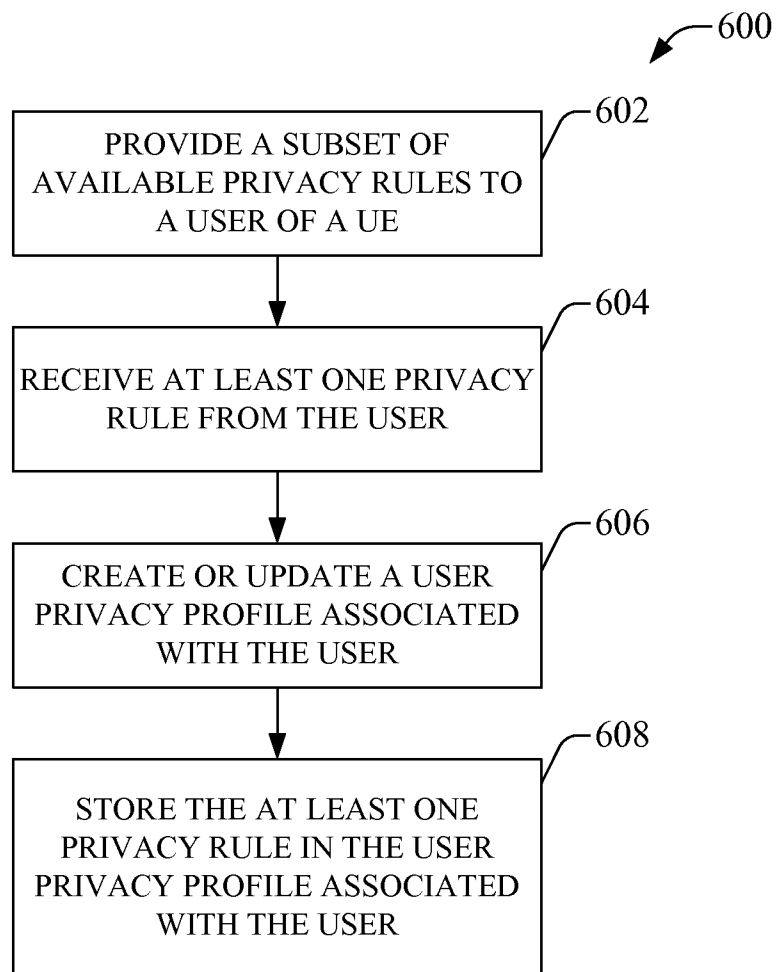 600
602
PROVIDE A SUBSET OF
AVAILABLE PRIVACY RULES TO
A USER OF A UE
604
RECEIVE AT LEAST ONE PRIVACY
RULE FROM THE USER
606
CREATE OR UPDATE A USER
PRIVACY PROFILE ASSOCIATED
WITH THE USER
608
STORE THE AT LEAST ONE
PRIVACY RULE IN THE USER
PRIVACY PROFILE ASSOCIATED
WITH THE USER